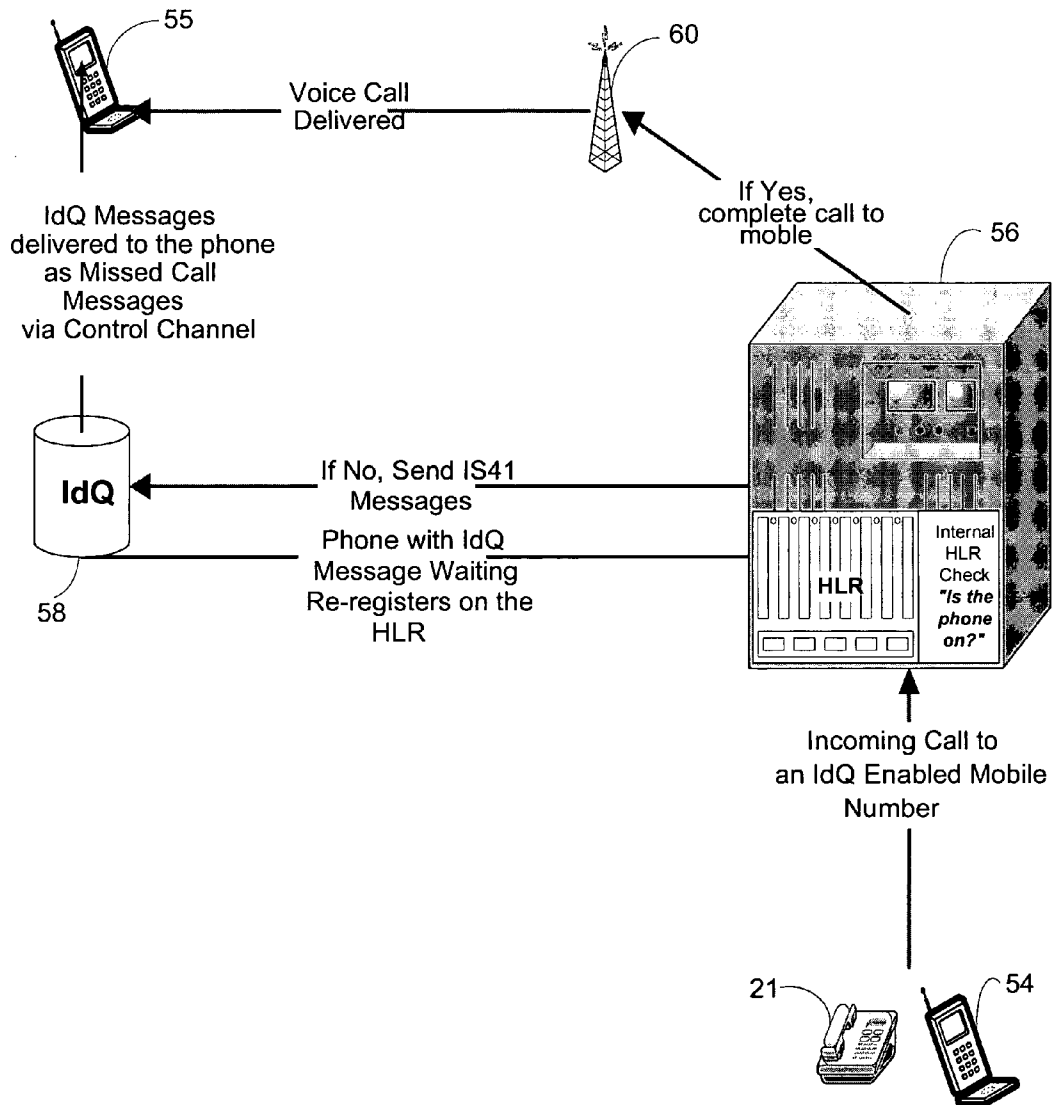 55
60
Voice Call
Delivered
If Yes,
complete call to
moble
56
IdQ Messages
delivered to the phone
as Missed Call
Messages
via Control Channel
IdQ
If No, Send IS41
Messages
Phone with IdQ
Message Waiting
Re-registers on the
HLR
58
HLR
Internal
HLR
Check
"Is the
phone
on?"
Incoming Call to
an IdQ Enabled Mobile
Number
21
54